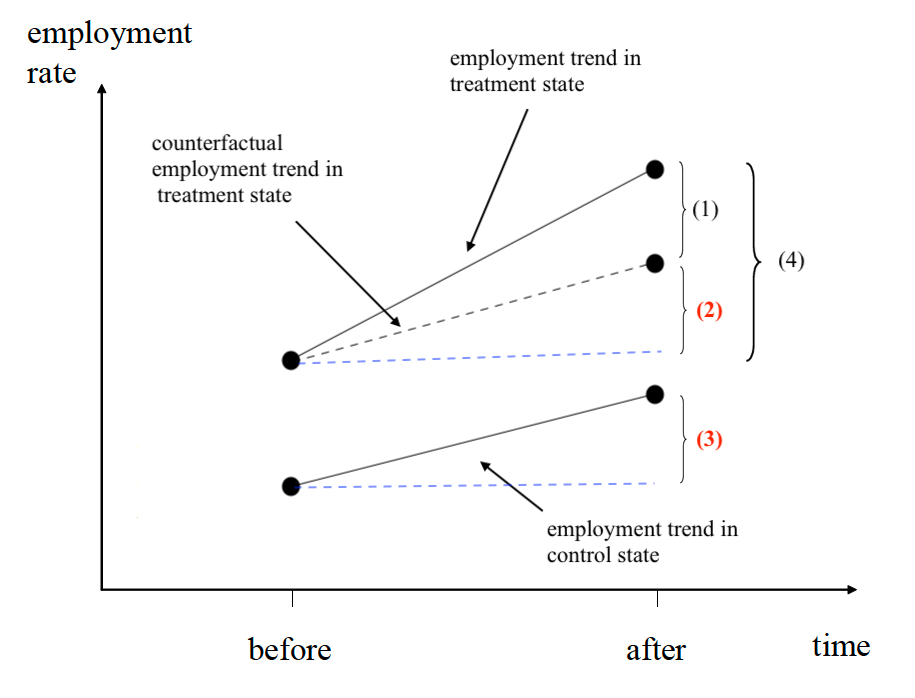 employment
rate
employment trend in
treatment state
counterfactual
employment trend in
treatment state
(1)
(4)
(2)
(3)
employment trend in
control state
before
after
time